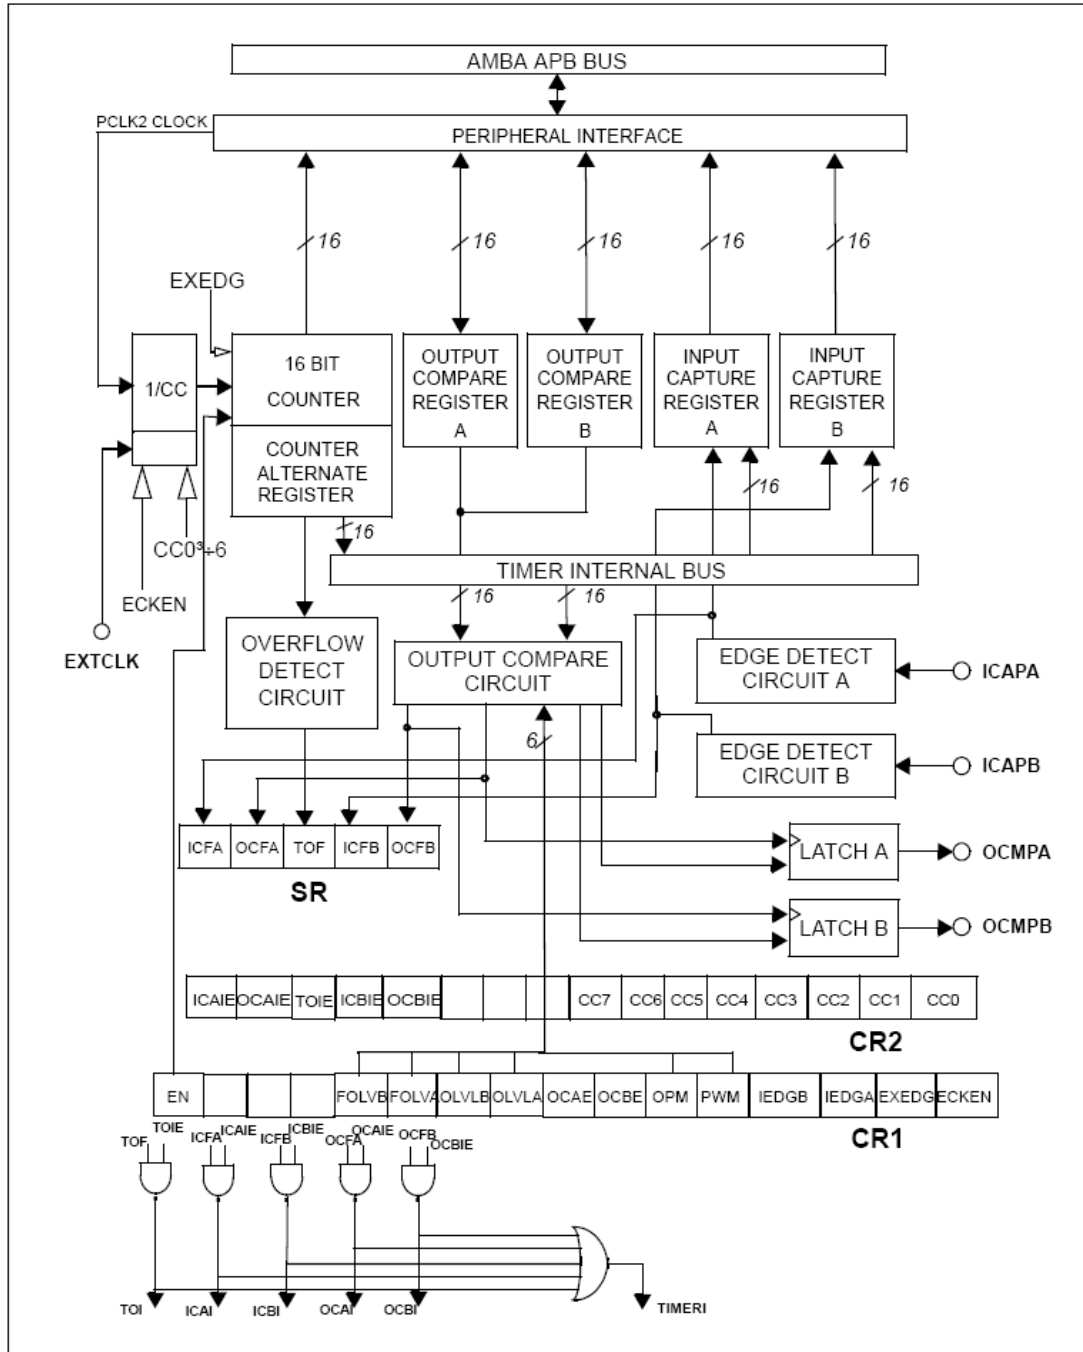 AMBA APB BUS
PCLK2 CLOCK
PERIPHERAL INTERFACE
16
16
16
16
16
EXEDG
1/CC
16 BIT
COUNTER
COUNTER
ALTERNATE
REGISTER
OUTPUT
COMPARE
REGISTER
A
OUTPUT
COMPARE
REGISTER
B
INPUT
CAPTURE
REGISTER
A
INPUT
CAPTURE
REGISTER
B
16
16
16
CC0³÷6
ECKEN
EXTCLK
TIMER INTERNAL BUS
16
16
OVERFLOW
DETECT
CIRCUIT
OUTPUT COMPARE
CIRCUIT
EDGE DETECT
CIRCUIT A
ICAPA
6
EDGE DETECT
CIRCUIT B
ICAPB
ICFA OCFA TOF ICFB OCFB
SR
LATCH A
OCMPA
LATCH B
OCMPB
ICAIE OCAIE TOIE ICBIE OCBIE CC7 CC6 CC5 CC4 CC3 CC2 CC1 CC0
CR2
EN FOLVB FOLVA OLVLB OLVLA OCAE OCBE OPM PWM IEDGB IEDGA EXEDG ECKEN
CR1
TOF TOIE ICFA ICAIE ICFB ICBIE OCFA OCAIE OCFB OCBIE
TOI ICAI ICBI OCAI OCBI TIMERI